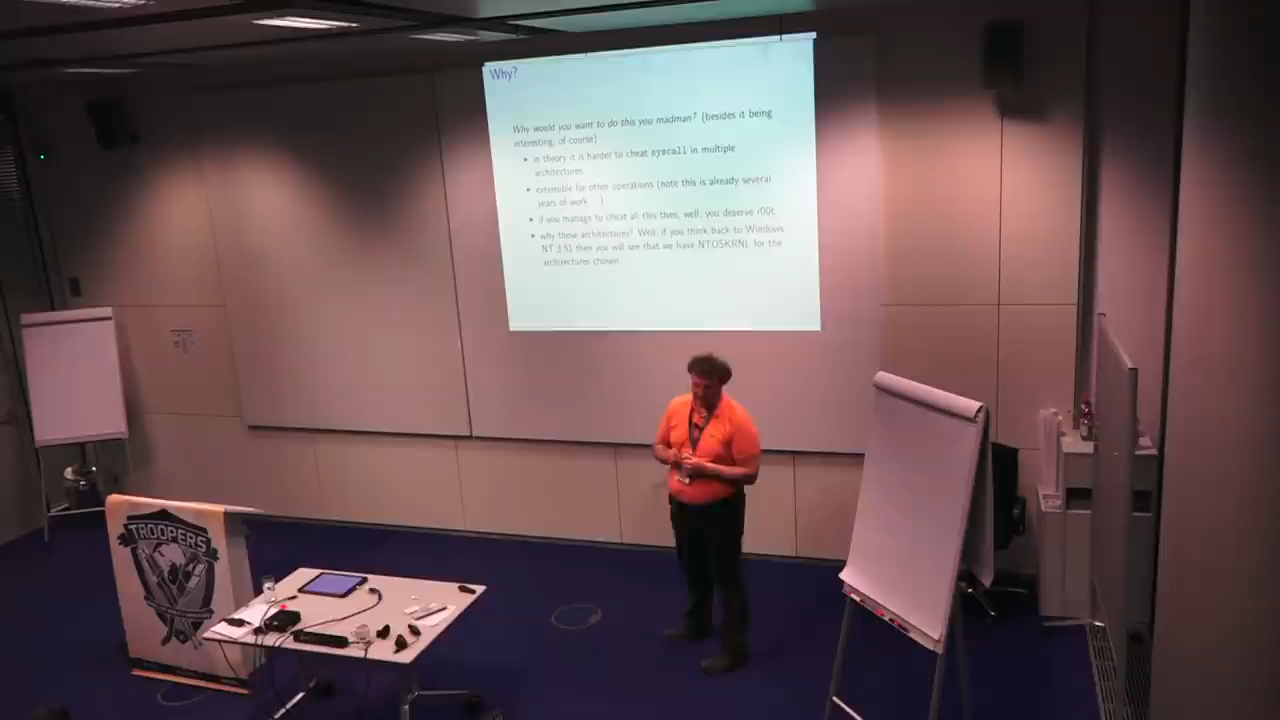 Why?
Why would you want to do this you madman? (besides it being
interesting, of course)
in theory it is harder to cheat syscall in multiple
architectures
extensible for other operations (note this is already several
years of work )
if you manage to cheat all this then, well, you deserve r00t.
why these architectures? Well, if you think back to Windows
NT 3.51 then you will see that we have NTOSKRNL for the
architectures chosen
TROOPERS